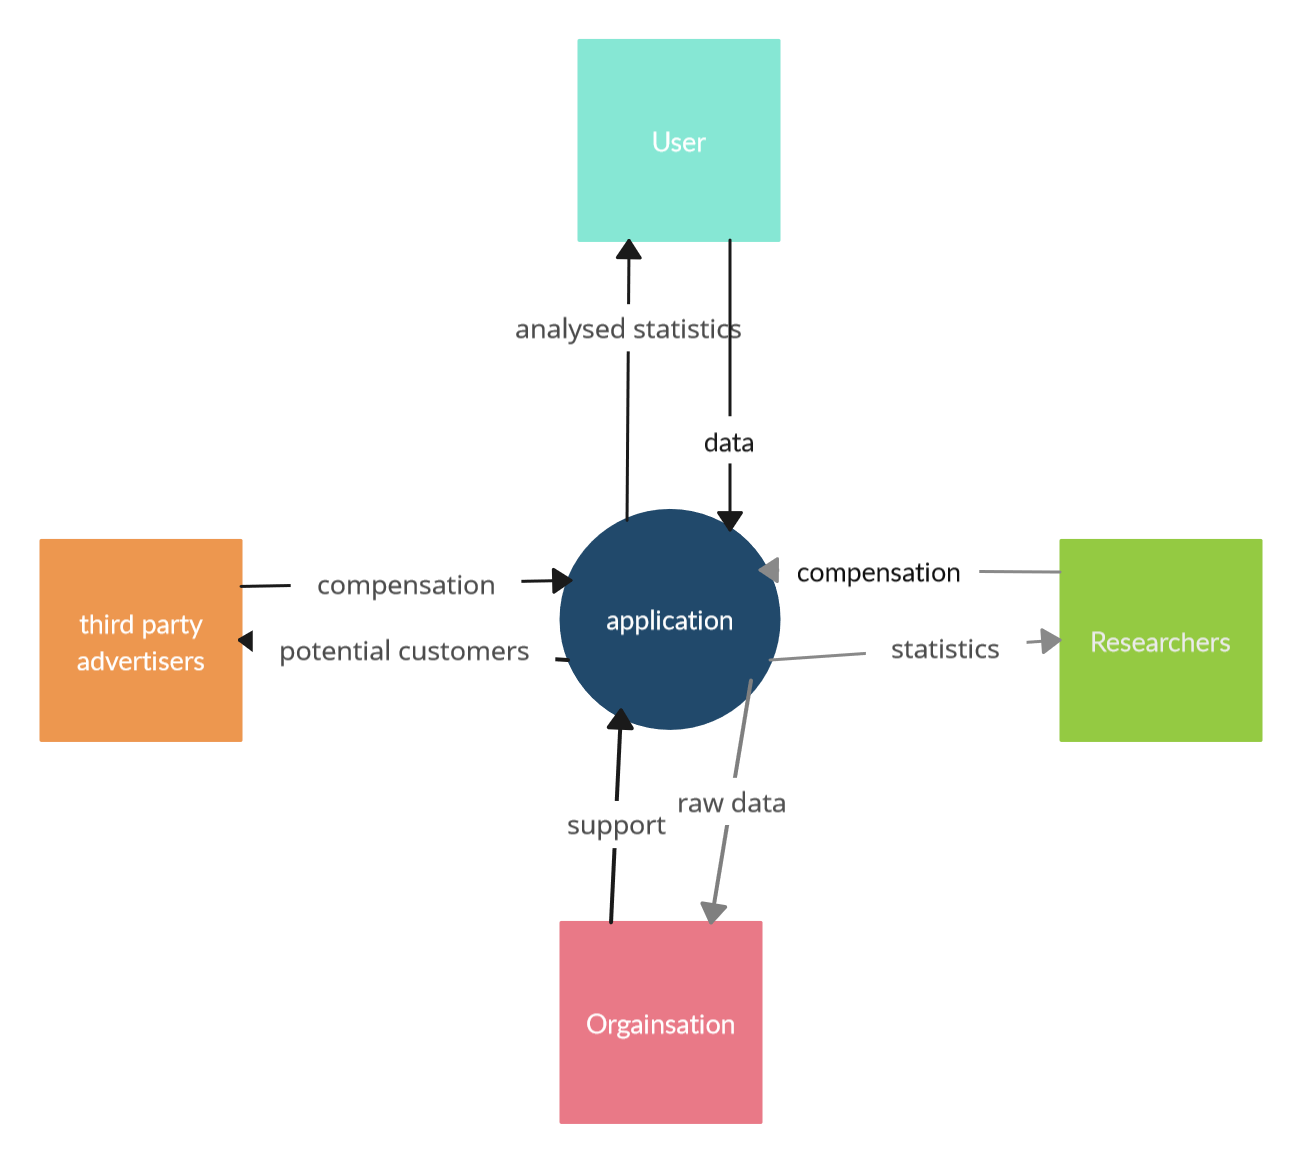 User
analysed statistics
data
compensation
compensation
third party
advertisers
application
potential customers
statistics
Researchers
raw data
support
Orgainsation